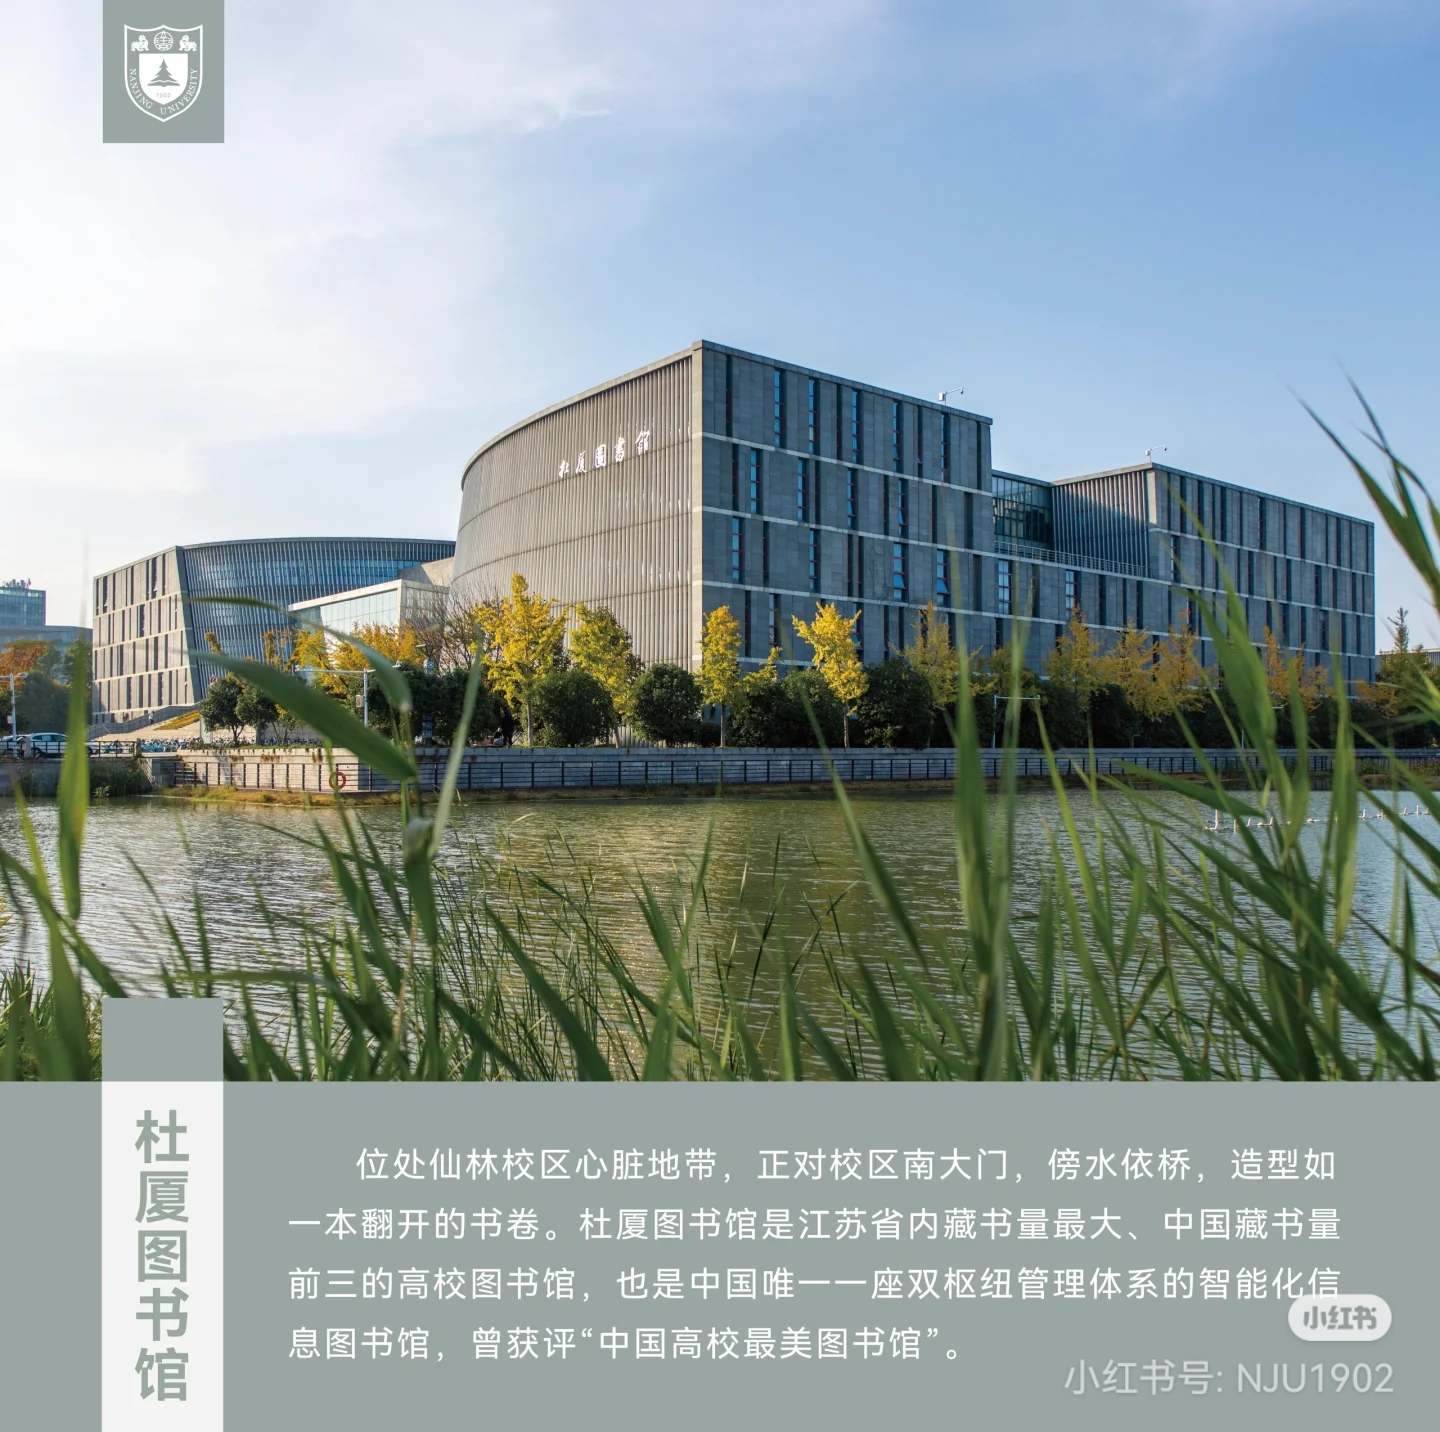 NANJING UNIVERSITY
1902
杜厦图书馆
杜厦图书馆
位处仙林校区心脏地带，正对校区南大门，傍水依桥，造型如
一本翻开的书卷。杜厦图书馆是江苏省内藏书量最大、中国藏书量
前三的高校图书馆，也是中国唯一一座双枢纽管理体系的智能化信
息图书馆，曾获评“中国高校最美图书馆”。
小红书
小红书号: NJU1902